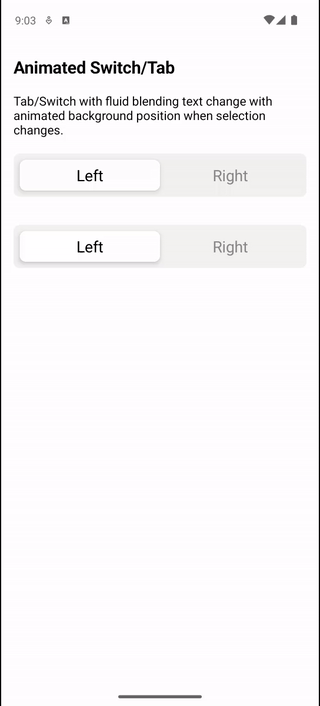 9:03
Animated Switch/Tab
Tab/Switch with fluid blending text change with
animated background position when selection
changes.
Left Right
Left Right